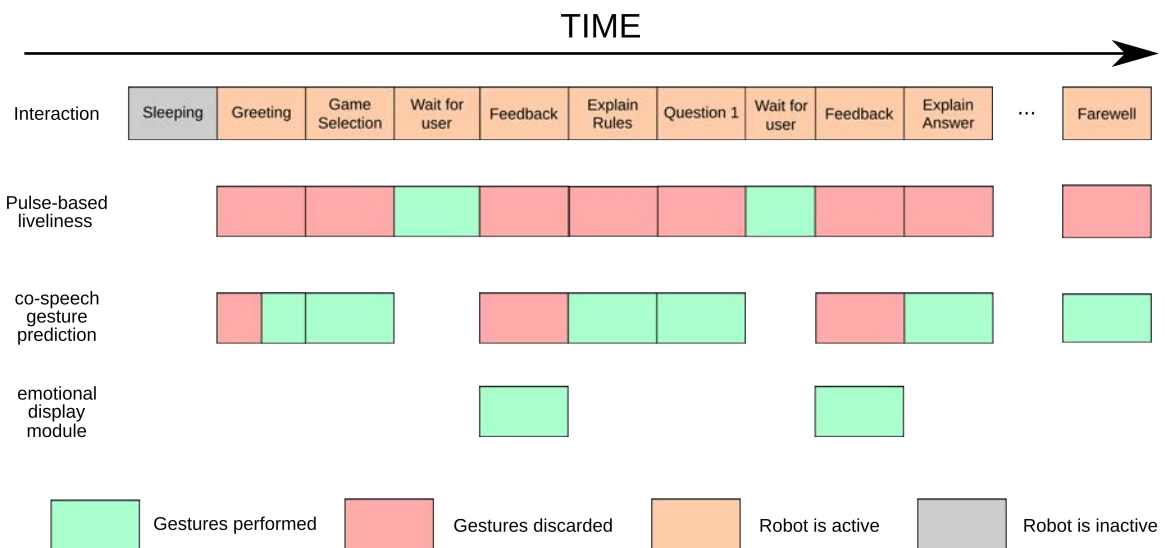 TIME
Interaction
Sleeping
Greeting
Game
Selection
Wait for
user
Feedback
Explain
Rules
Question 1
Wait for
user
Feedback
Explain
Answer
...
Farewell
Pulse-based
liveliness
co-speech
gesture
prediction
emotional
display
module
Gestures performed
Gestures discarded
Robot is active
Robot is inactive